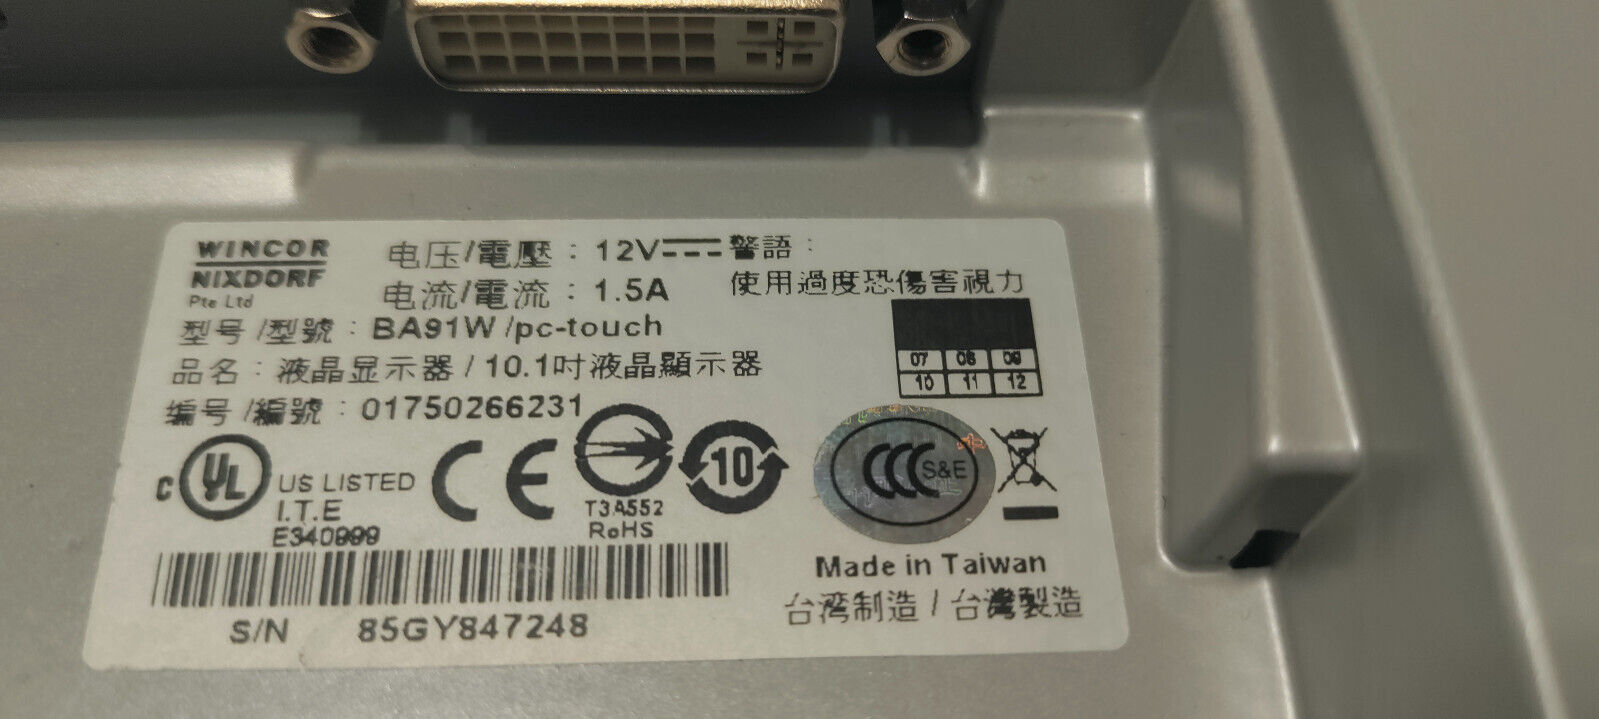 WINCOR
NIXDORF
Pte Ltd
电压/電壓：12V
电流/電流：1.5A
警語：
使用過度恐傷害視力
型号/型號：BA91W/pc-touch
品名：液晶显示器/10.1吋液晶顯示器
编号/編號：01750266231
07 08 09
10 11 12
C UL US LISTED
I.T.E
E340999
CE
T3A552
RoHS
10
CCC S&E
Made in Taiwan
台湾制造/台灣製造
S/N 85GY847248